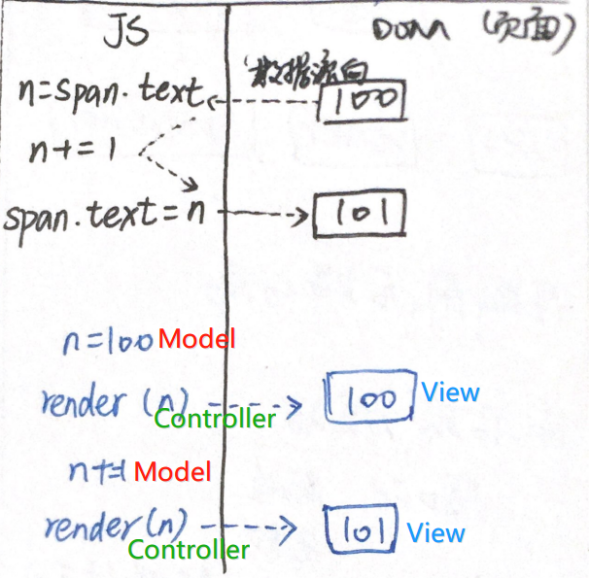 JS DOM (页面)
数据流向
n=span.text 100
n+=1
span.text=n 101
n=100 Model
render (n) 100 View
Controller
n+=1 Model
render(n) 101 View
Controller